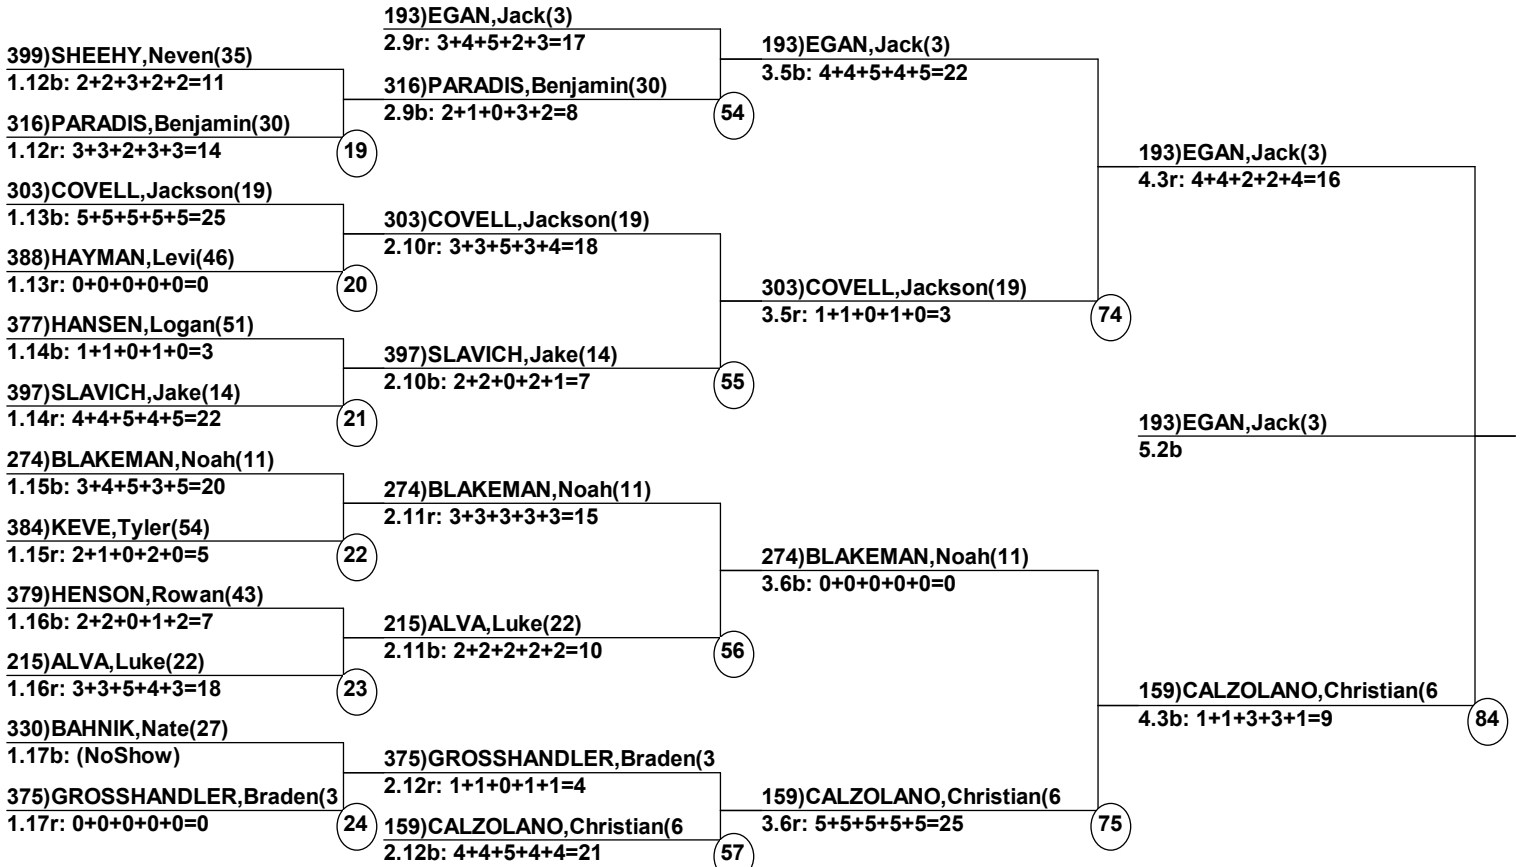 399)SHEEHY,Neven(35)
1.12b: 2+2+3+2+2=11
316)PARADIS,Benjamin(30)
1.12r: 3+3+2+3+3=14
19
303)COVELL,Jackson(19)
1.13b: 5+5+5+5+5=25
388)HAYMAN,Levi(46)
1.13r: 0+0+0+0+0=0
20
377)HANSEN,Logan(51)
1.14b: 1+1+0+1+0=3
397)SLAVICH,Jake(14)
1.14r: 4+4+5+4+5=22
21
274)BLAKEMAN,Noah(11)
1.15b: 3+4+5+3+5=20
384)KEVE,Tyler(54)
1.15r: 2+1+0+2+0=5
22
379)HENSON,Rowan(43)
1.16b: 2+2+0+1+2=7
215)ALVA,Luke(22)
1.16r: 3+3+5+4+3=18
23
330)BAHNIK,Nate(27)
1.17b: (NoShow)
375)GROSSHANDLER,Braden(3
1.17r: 0+0+0+0+0=0
24
193)EGAN,Jack(3)
2.9r: 3+4+5+2+3=17
316)PARADIS,Benjamin(30)
2.9b: 2+1+0+3+2=8
54
303)COVELL,Jackson(19)
2.10r: 3+3+5+3+4=18
397)SLAVICH,Jake(14)
2.10b: 2+2+0+2+1=7
55
274)BLAKEMAN,Noah(11)
2.11r: 3+3+3+3+3=15
215)ALVA,Luke(22)
2.11b: 2+2+2+2+2=10
56
375)GROSSHANDLER,Braden(3
2.12r: 1+1+0+1+1=4
159)CALZOLANO,Christian(6
2.12b: 4+4+5+4+4=21
57
193)EGAN,Jack(3)
3.5b: 4+4+5+4+5=22
303)COVELL,Jackson(19)
3.5r: 1+1+0+1+0=3
74
274)BLAKEMAN,Noah(11)
3.6b: 0+0+0+0+0=0
159)CALZOLANO,Christian(6
3.6r: 5+5+5+5+5=25
75
193)EGAN,Jack(3)
4.3r: 4+4+2+2+4=16
159)CALZOLANO,Christian(6
4.3b: 1+1+3+3+1=9
84
193)EGAN,Jack(3)
5.2b